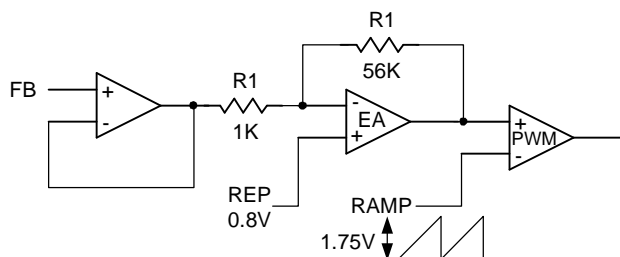 R1
56K
R1
1K
FB
+
-
-
EA
+
+
PWM
-
REP
0.8V
RAMP
1.75V